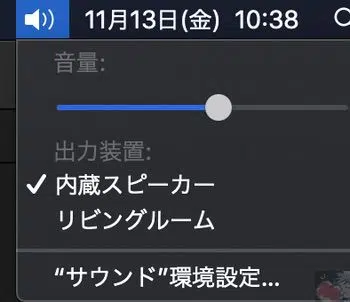 11月13日(金) 10:38
音量:
出力装置:
✓ 内蔵スピーカー
リビングルーム
“サウンド”環境設定...